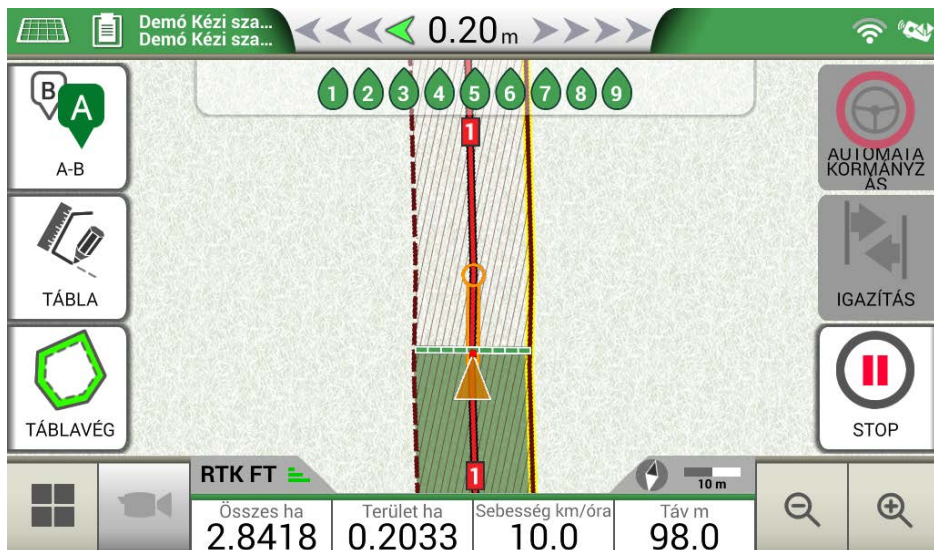 Demó Kézi sza...
Demó Kézi sza...
0.20 m
1 2 3 4 5 6 7 8 9
B
A
A-B
TÁBLA
TÁBLAVÉG
1
1
AUTOMATA
KORMÁNYZ
ÁS
IGAZÍTÁS
STOP
RTK FT
10 m
Összes ha
2.8418
Terület ha
0.2033
Sebesség km/óra
10.0
Táv m
98.0